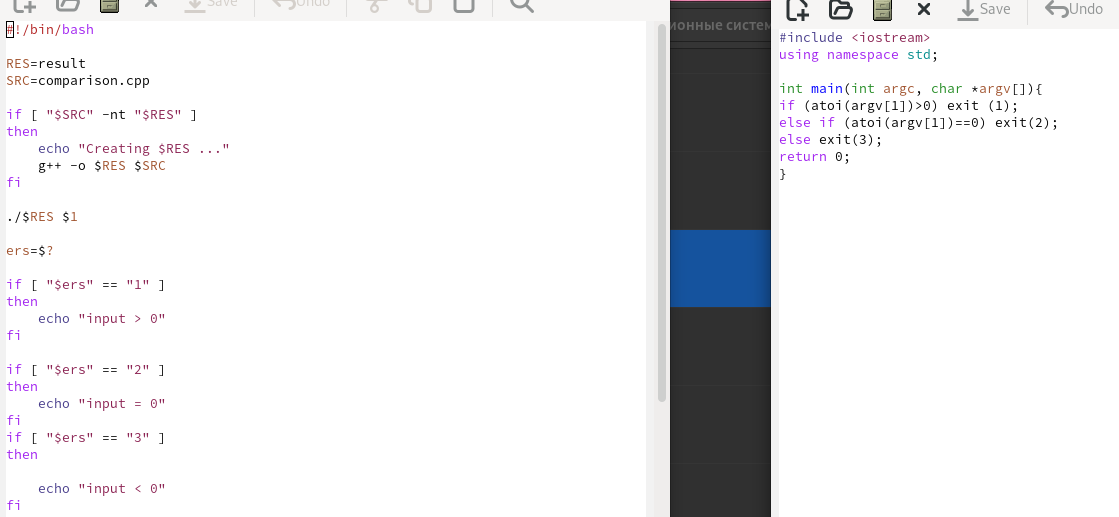 Save
Undo
#!/bin/bash
RES=result
SRC=comparison.cpp
if [ "$SRC" -nt "$RES" ]
then
echo "Creating $RES ..."
g++ -o $RES $SRC
fi
./$RES $1
ers=$?
if [ "$ers" == "1" ]
then
echo "input > 0"
fi
if [ "$ers" == "2" ]
then
echo "input = 0"
fi
if [ "$ers" == "3" ]
then
echo "input < 0"
fi
ионные систем
Save
Undo
#include <iostream>
using namespace std;
int main(int argc, char *argv[]){
if (atoi(argv[1])>0) exit (1);
else if (atoi(argv[1])==0) exit(2);
else exit(3);
return 0;
}